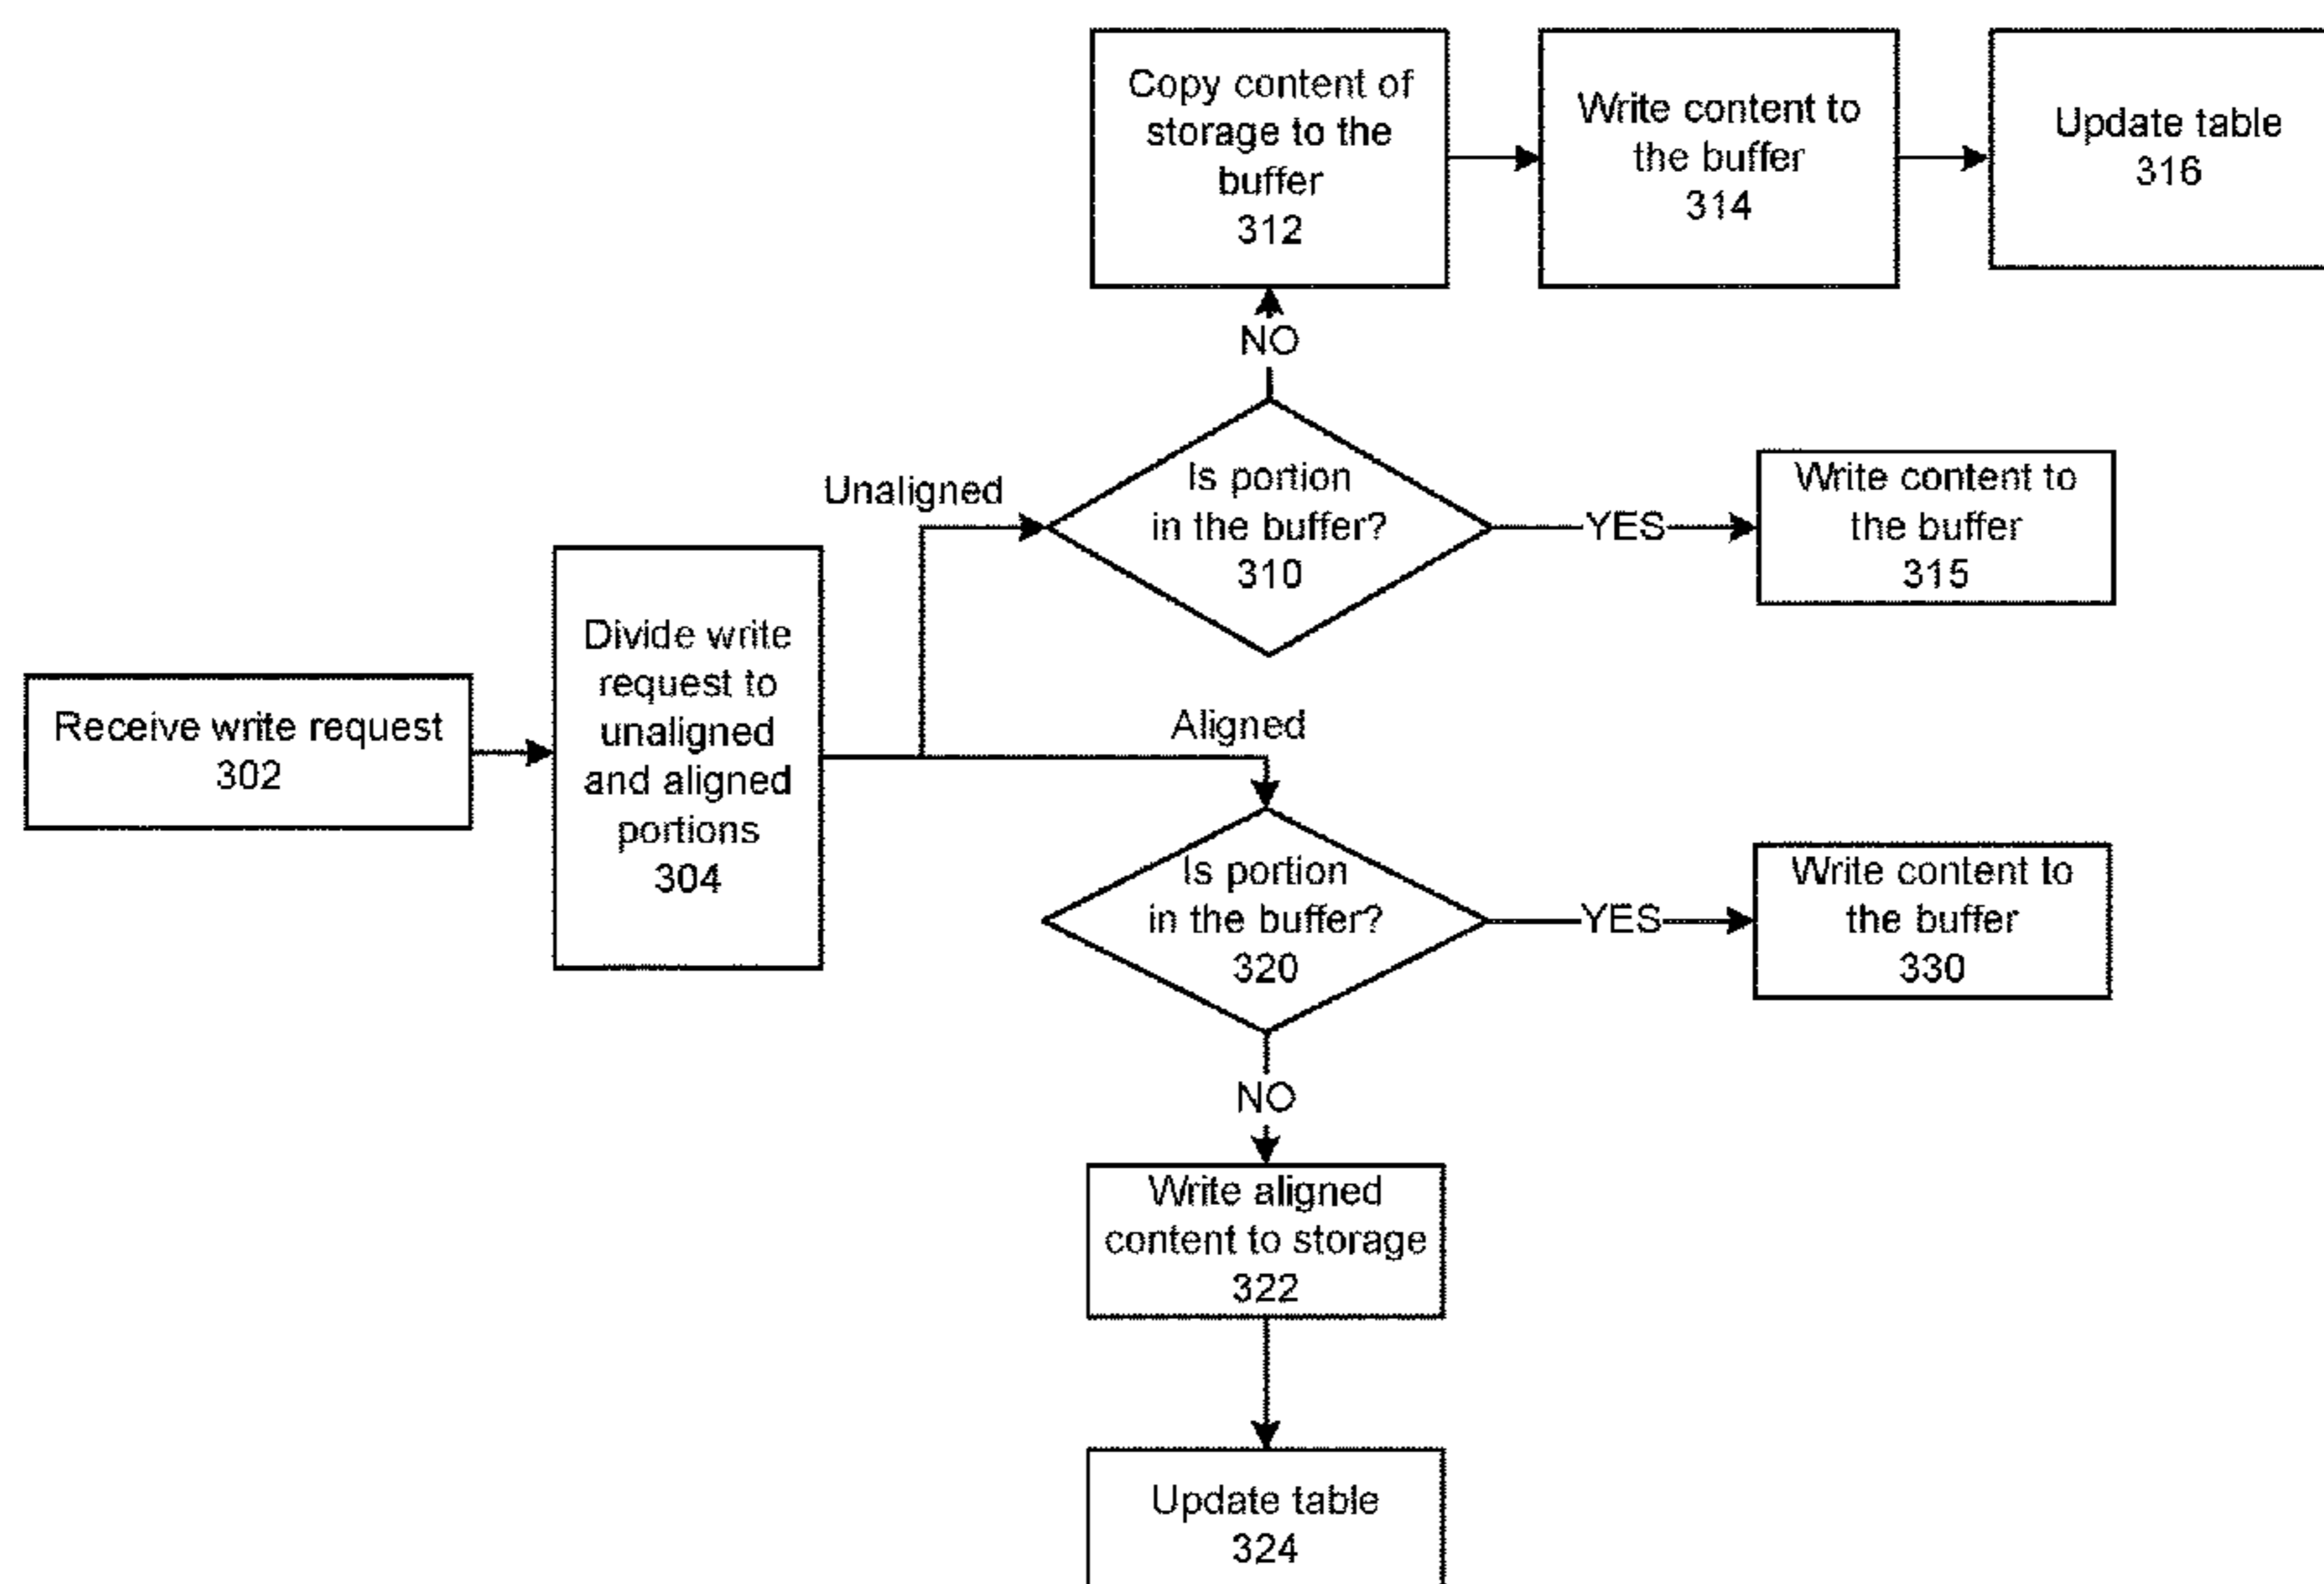 Copy content of
storage to the
buffer
312
Write content to
the buffer
314
Update table
316
NO
Unaligned
Is portion
in the buffer?
310
YES
Write content to
the buffer
315
Receive write request
302
Divide write
request to
unaligned
and aligned
portions
304
Aligned
Is portion
in the buffer?
320
YES
Write content to
the buffer
330
NO
Write aligned
content to storage
322
Update table
324